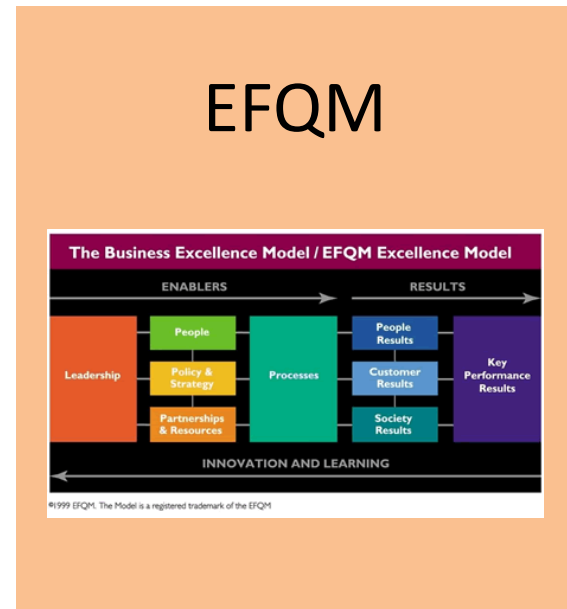 EFQM
The Business Excellence Model / EFQM Excellence Model
ENABLERS
RESULTS
Leadership
People
Policy &
Strategy
Partnerships
& Resources
Processes
People
Results
Customer
Results
Society
Results
Key
Performance
Results
INNOVATION AND LEARNING
©1999 EFQM. The Model is a registered trademark of the EFQM